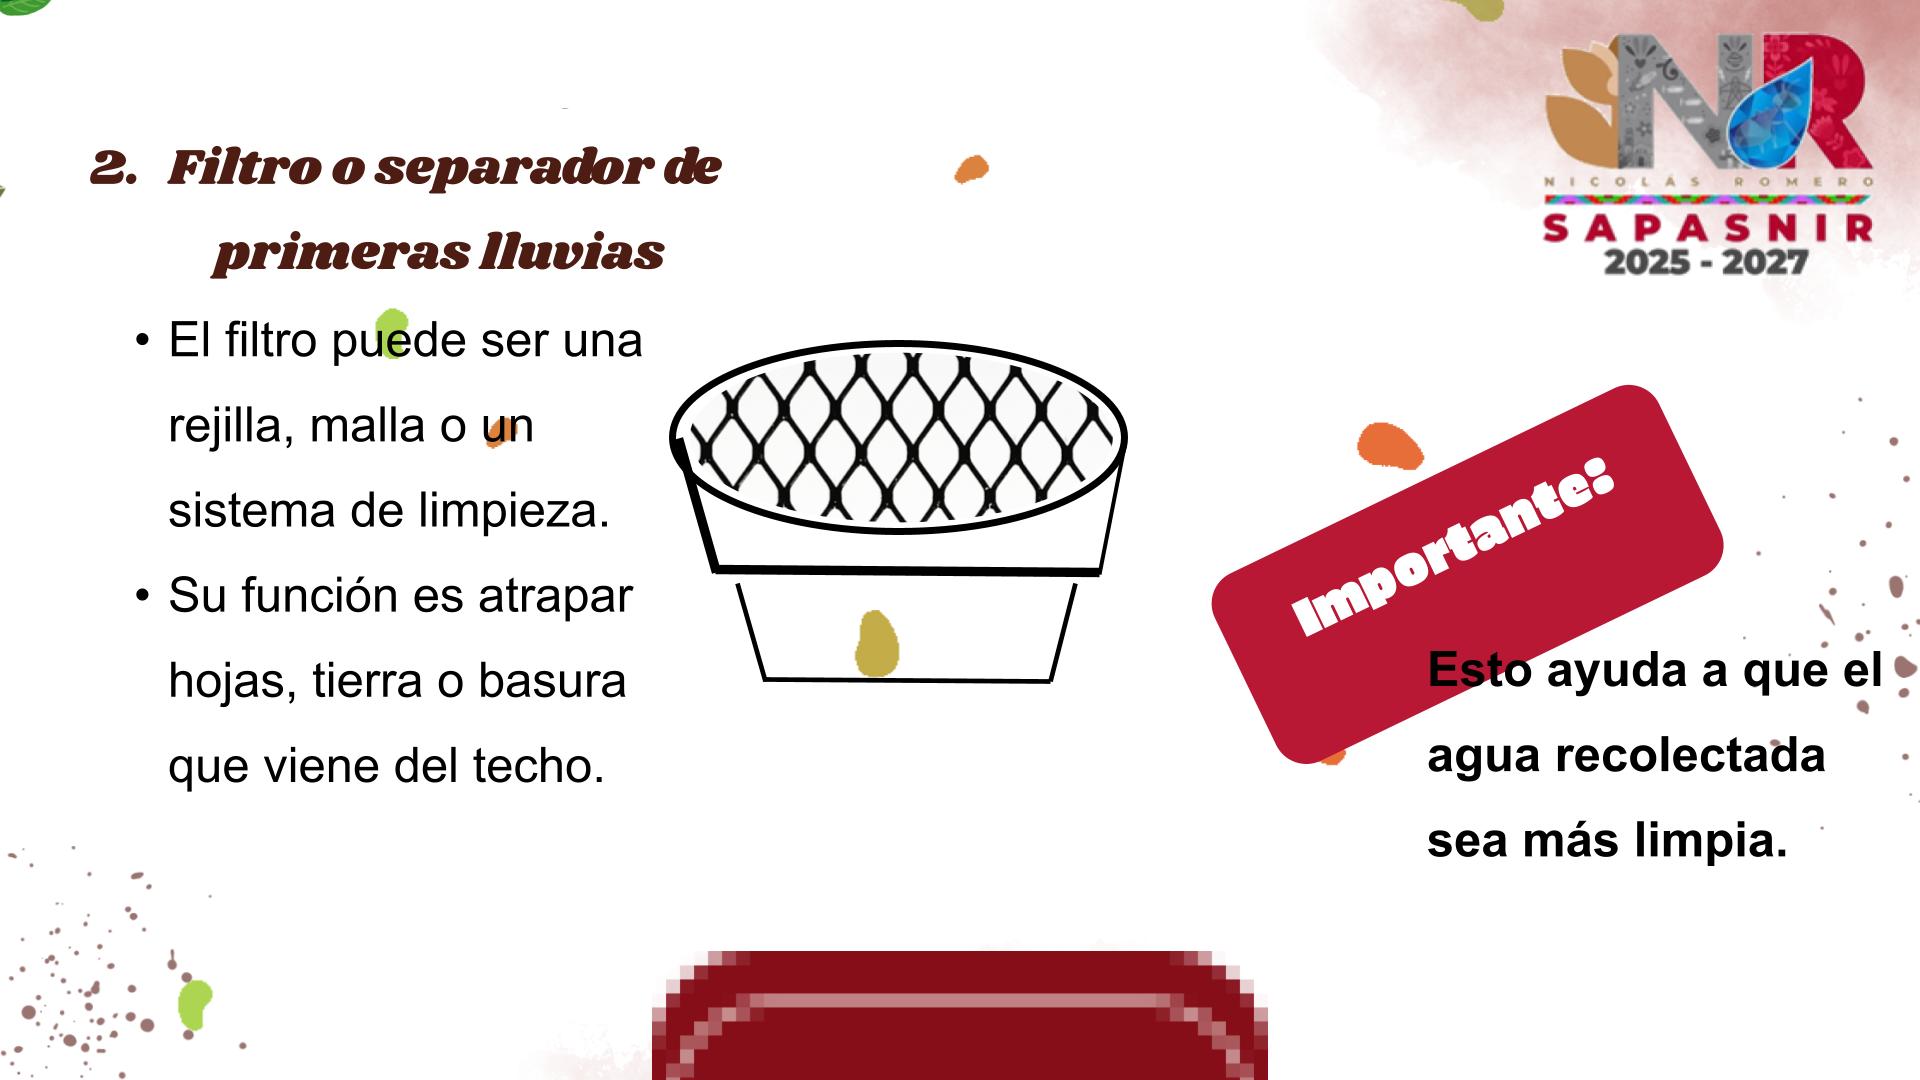 NR
NICOLÁS ROMERO
SAPASNIR
2025 - 2027
2. Filtro o separador de
primeras lluvias
• El filtro puede ser una
rejilla, malla o un
sistema de limpieza.
• Su función es atrapar
hojas, tierra o basura
que viene del techo.
Importante:
Esto ayuda a que el
agua recolectada
sea más limpia.